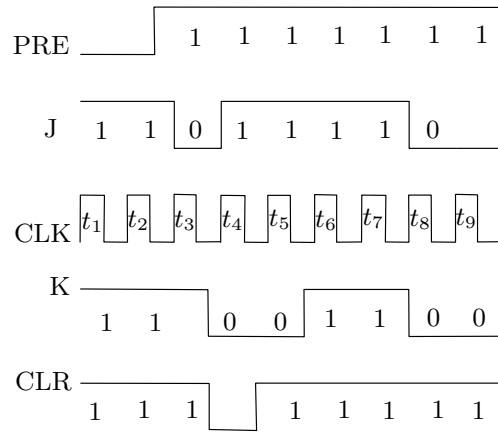 PRE 1 1 1 1 1 1 1
J 1 1 0 1 1 1 1 0
CLK t₁ t₂ t₃ t₄ t₅ t₆ t₇ t₈ t₉
K 1 1 0 0 1 1 0 0
CLR 1 1 1 1 1 1 1 1